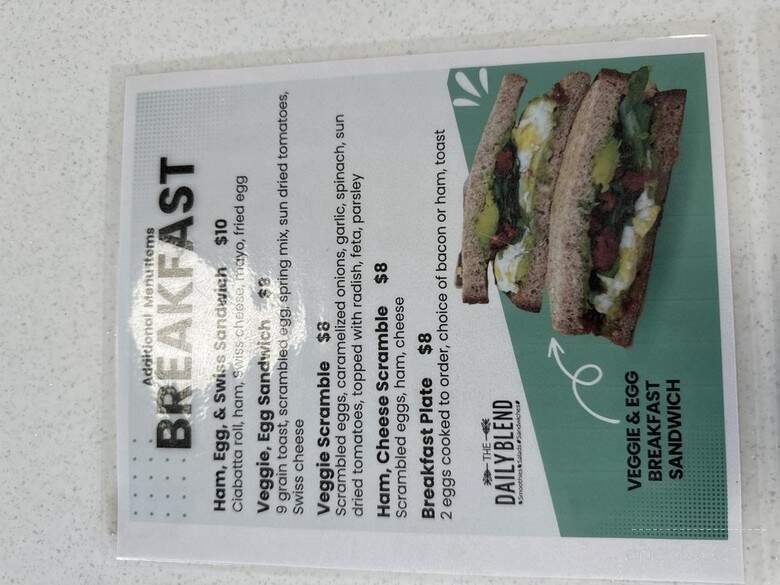 Additional Menu Items
BREAKFAST
Ham, Egg, & Swiss Sandwich $10
Ciabatta roll, ham, Swiss cheese, mayo, fried egg
Veggie, Egg Sandwich $8
9 grain toast, scrambled egg, spring mix, sun dried tomatoes,
Swiss cheese
Veggie Scramble $8
Scrambled eggs, caramelized onions, garlic, spinach, sun
dried tomatoes, topped with radish, feta, parsley
Ham, Cheese Scramble $8
Scrambled eggs, ham, cheese
Breakfast Plate $8
2 eggs cooked to order, choice of bacon or ham, toast
THE
DAILY BLEND
•Smoothies•Salads•Sandwiches•
VEGGIE & EGG
BREAKFAST
SANDWICH